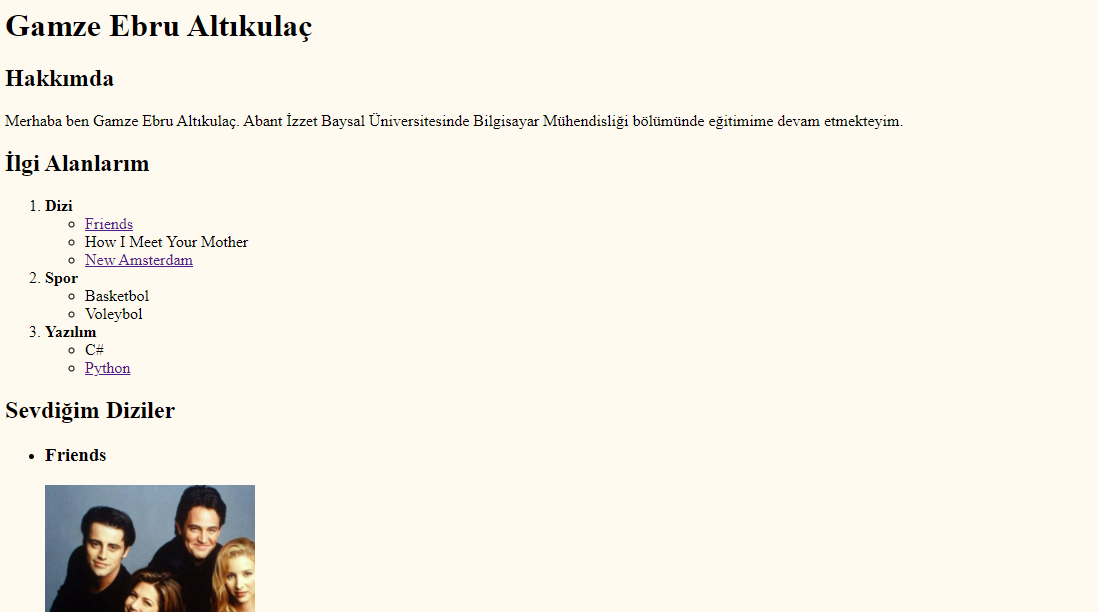 Gamze Ebru Altıkulaç
Hakkımda
Merhaba ben Gamze Ebru Altıkulaç. Abant İzzet Baysal Üniversitesinde Bilgisayar Mühendisliği bölümünde eğitimime devam etmekteyim.
İlgi Alanlarım
1. Dizi
Friends
How I Meet Your Mother
New Amsterdam
2. Spor
Basketbol
Voleybol
3. Yazılım
C#
Python
Sevdiğim Diziler
Friends